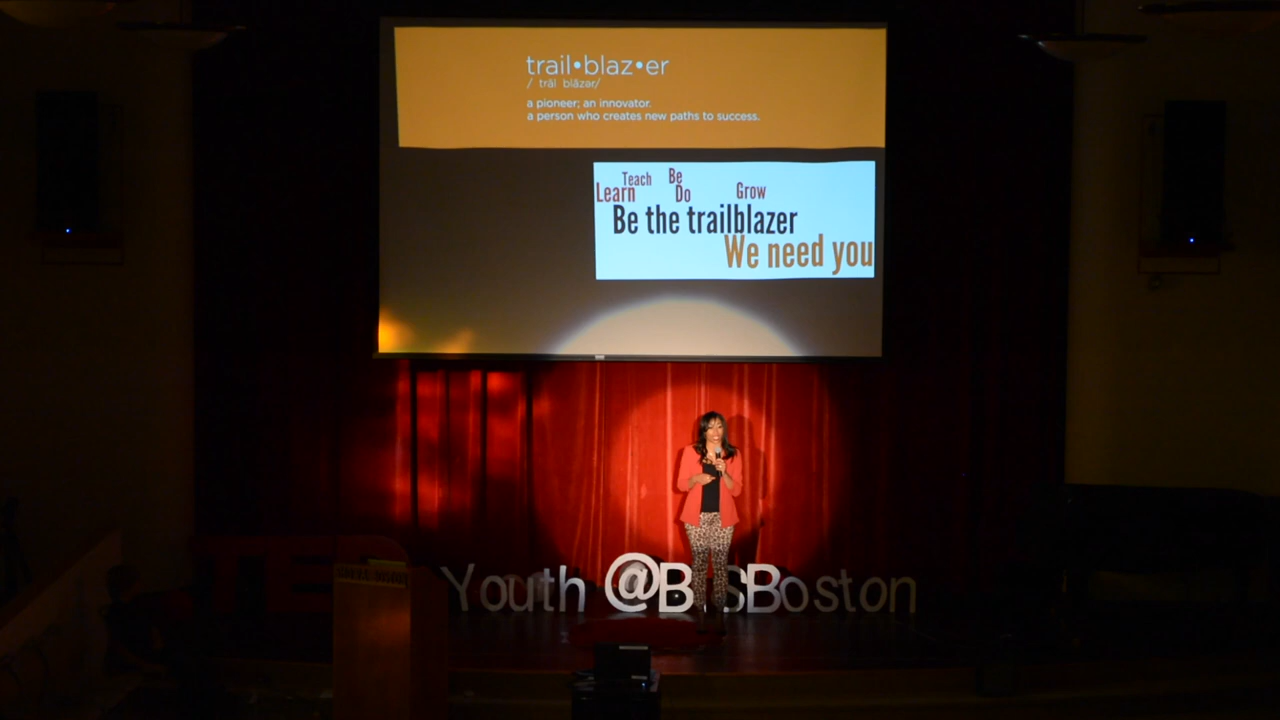 trail•blaz•er
/ trāl blāzər/
a pioneer; an innovator.
a person who creates new paths to success.
Teach Be
Learn Do Grow
Be the trailblazer
We need you
TED
Youth @B SBoston